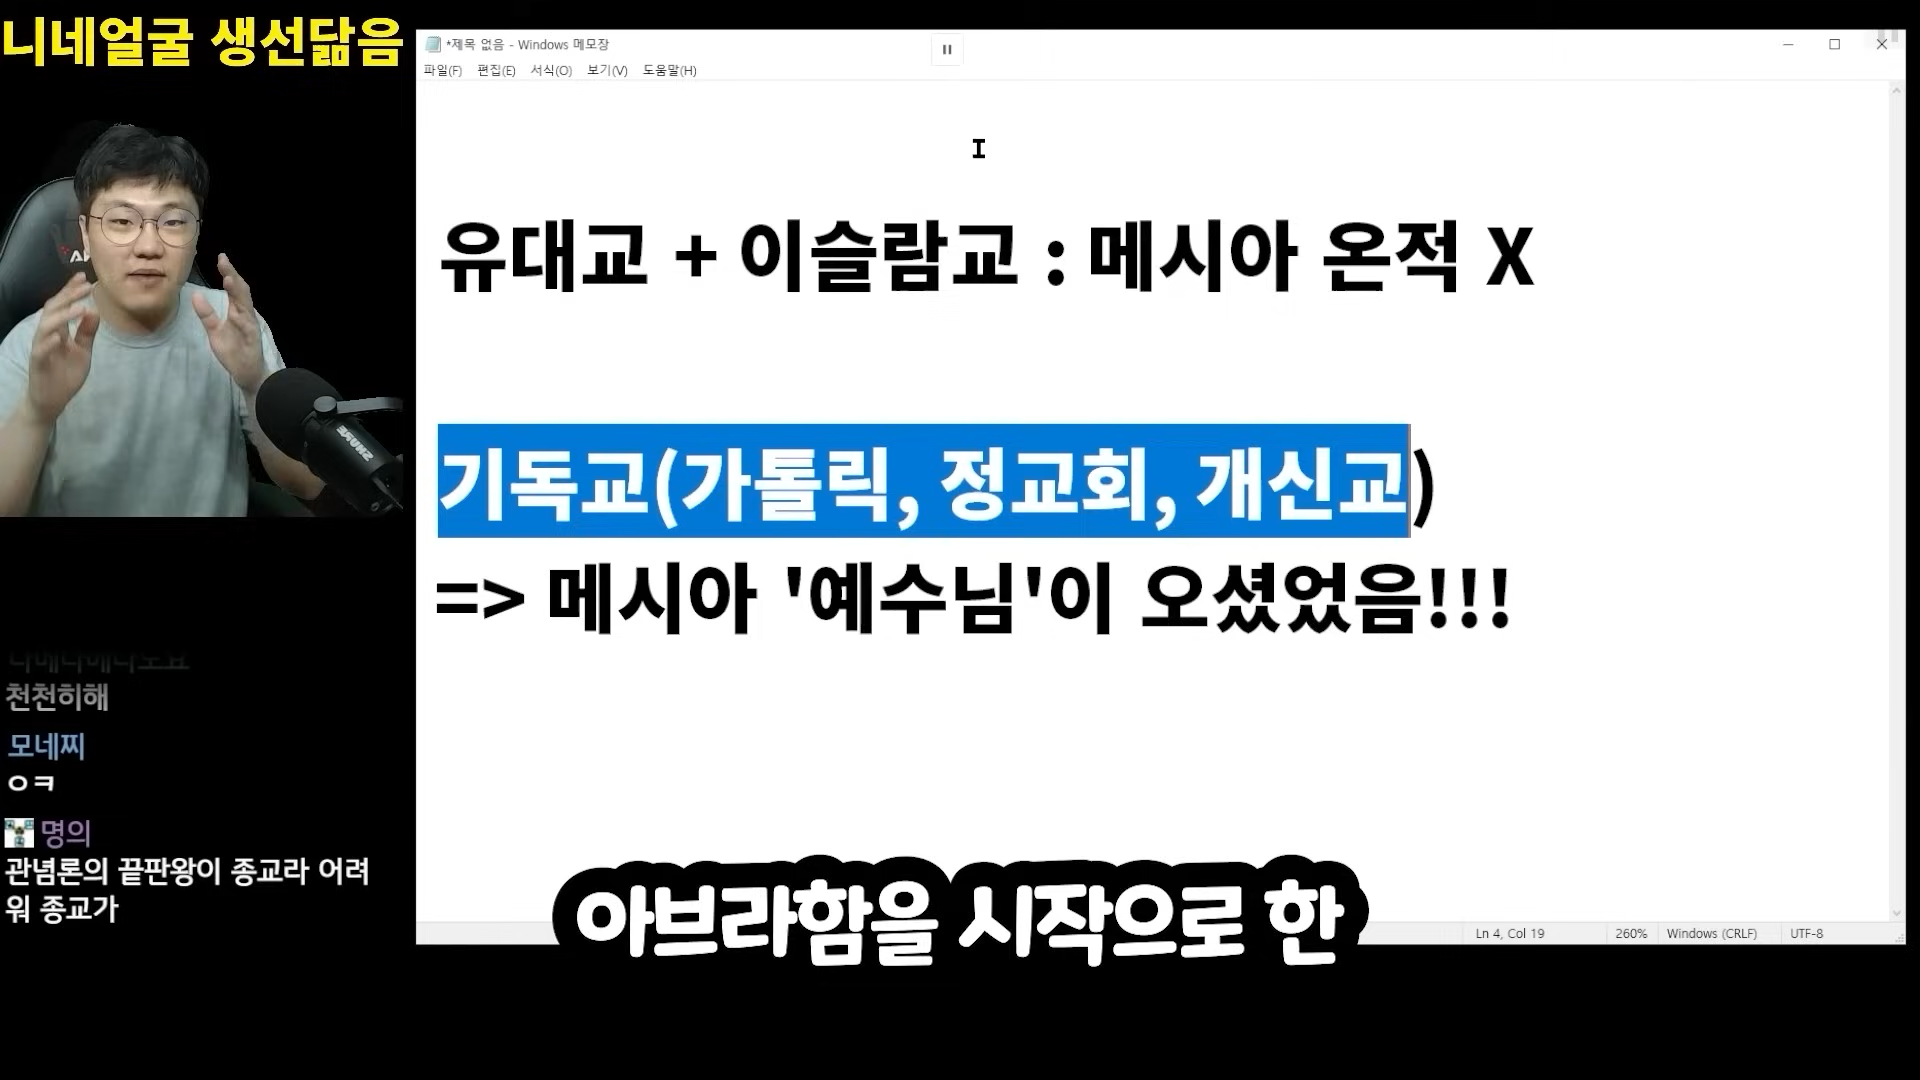 니네얼굴 생선닮음
*제목 없음 - Windows 메모장
파일(F) 편집(E) 서식(O) 보기(V) 도움말(H)
유대교 + 이슬람교 : 메시아 온적 X
기독교(가톨릭, 정교회, 개신교)
=> 메시아 '예수님'이 오셨었음!!!
SHURE
천천히해
모네찌
ㅇㅋ
명의
관념론의 끝판왕이 종교라 어려
워 종교가
아브라함을 시작으로 한
Ln 4, Col 19 260% Windows (CRLF) UTF-8